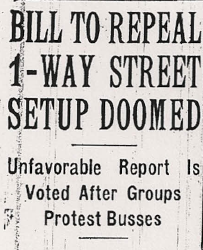 BILL TO REPEAL
1-WAY STREET
SETUP DOOMED
Unfavorable Report Is
Voted After Groups
Protest Busses